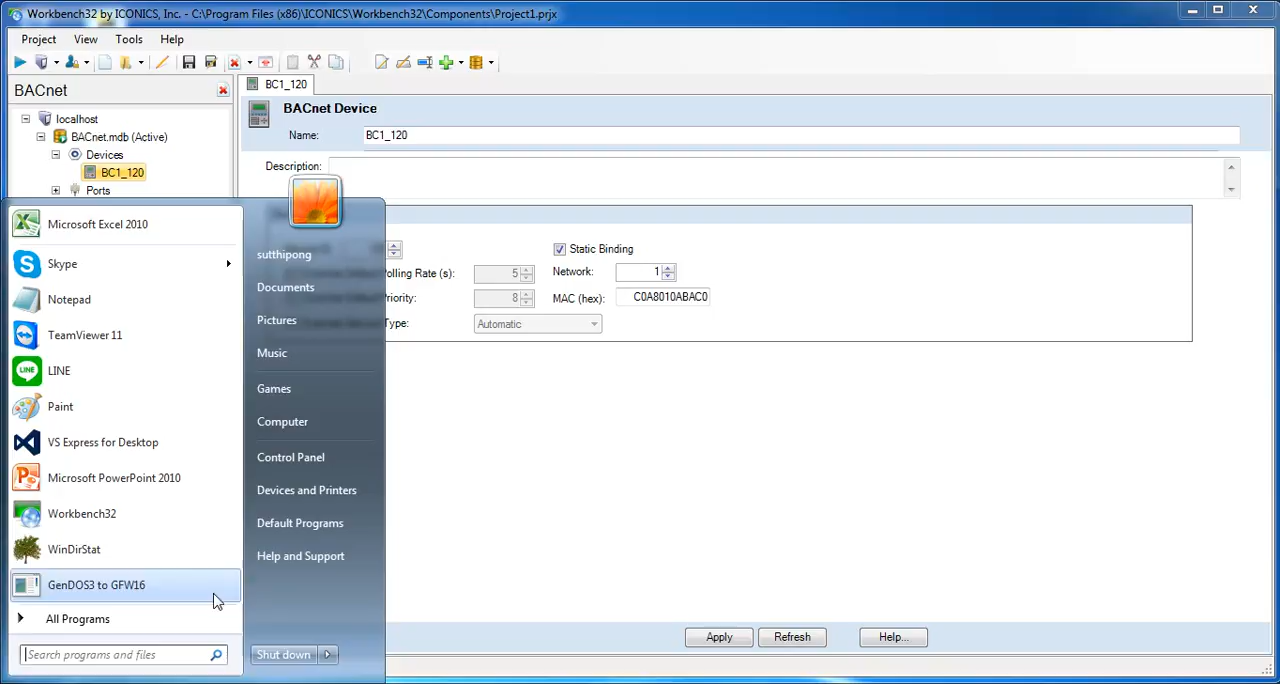 Workbench32 by ICONICS, Inc. - C:\Program Files (x86)\ICONICS\Workbench32\Components\Project1.prjx
Project View Tools Help
BACnet
BC1_120
localhost
BACnet.mdb (Active)
Devices
BC1_120
Ports
BACnet Device
Name: BC1_120
Description:
Static Binding
Polling Rate (s): 5 Network: 1
Priority: 8 MAC (hex): C0A8010ABAC0
Type: Automatic
Apply Refresh Help...
Microsoft Excel 2010
Skype
Notepad
TeamViewer 11
LINE
LINE
Paint
VS Express for Desktop
Microsoft PowerPoint 2010
Workbench32
WinDirStat
GenDOS3 to GFW16
All Programs
Search programs and files
sutthipong
Documents
Pictures
Music
Games
Computer
Control Panel
Devices and Printers
Default Programs
Help and Support
Shut down